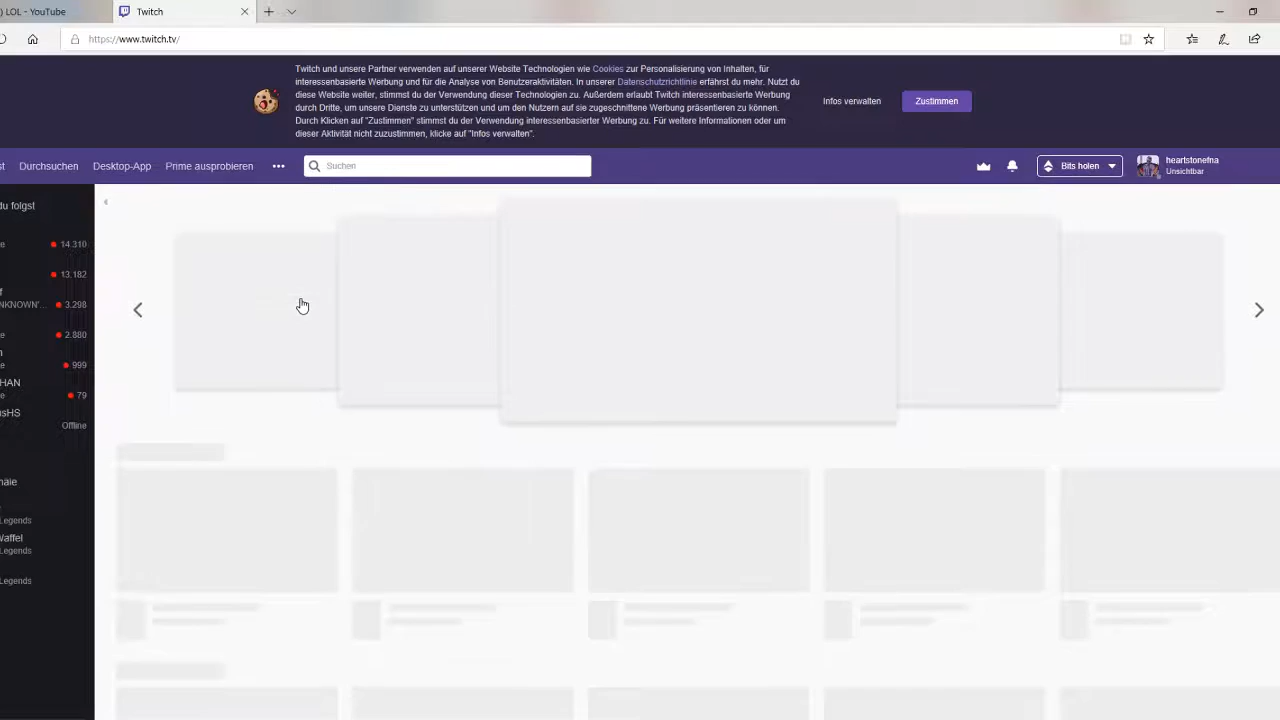 ) LOL - YouTube
Twitch
https://www.twitch.tv/
Twitch und unsere Partner verwenden auf unserer Website Technologien wie Cookies zur Personalisierung von Inhalten, für
interessenbasierte Werbung und für die Analyse von Benutzeraktivitäten. In unserer Datenschutzrichtlinie erfährst du mehr. Nutzt du
diese Website weiter, stimmst du der Verwendung dieser Technologien zu. Außerdem erlaubt Twitch interessenbasierte Werbung
durch Dritte, um unsere Dienste zu unterstützen und um den Nutzern auf sie zugeschnittene Werbung präsentieren zu können.
Durch Klicken auf "Zustimmen" stimmst du der Verwendung interessenbasierter Werbung zu. Für weitere Informationen oder um
dieser Aktivität nicht zuzustimmen, klicke auf "Infos verwalten".
Infos verwalten
Zustimmen
st
Durchsuchen
Desktop-App
Prime ausprobieren
Suchen
Bits holen
heartstonefna
Unsichtbar
du folgst
e
14.310
13.182
f
NKNOWN'...
3.298
e
2.880
n
999
HAN
e
79
usHS
Offline
naie
Legends
Waffel
Legends
Legends